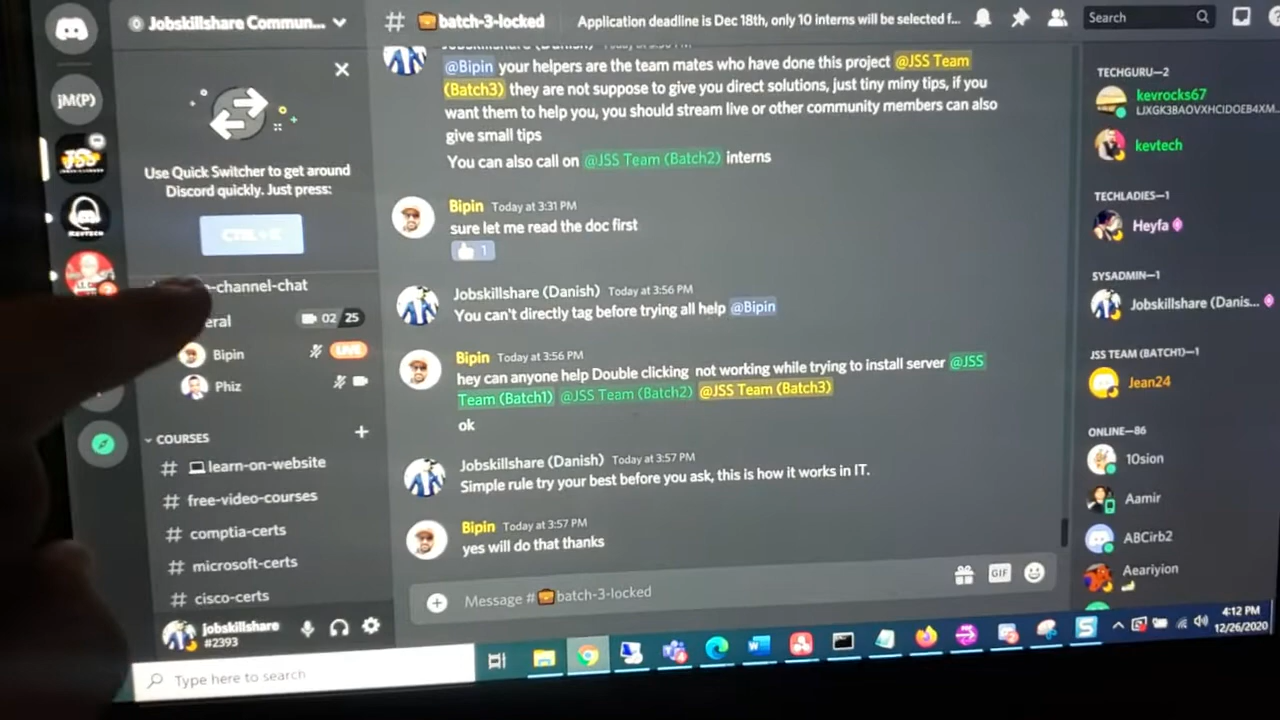 Jobskillshare Commun...
batch-3-locked
Application deadline is Dec 18th, only 10 interns will be selected f...
Search
jM(P)
JSS
Use Quick Switcher to get around
Discord quickly. Just press:
-channel-chat
eral
02 25
Bipin
LIVE
Phiz
COURSES
# learn-on-website
# free-video-courses
# comptia-certs
# microsoft-certs
# cisco-certs
jobskillshare
#2393
Jobskillshare (Danish)
@Bipin your helpers are the team mates who have done this project @JSS Team
(Batch3) they are not suppose to give you direct solutions, just tiny miny tips, if you
want them to help you, you should stream live or other community members can also
give small tips
You can also call on @JSS Team (Batch2) interns
Bipin Today at 3:31 PM
sure let me read the doc first
1
Jobskillshare (Danish) Today at 3:56 PM
You can't directly tag before trying all help @Bipin
Bipin Today at 3:56 PM
hey can anyone help Double clicking not working while trying to install server @JSS
Team (Batch1) @JSS Team (Batch2) @JSS Team (Batch3)
ok
Jobskillshare (Danish) Today at 3:57 PM
Simple rule try your best before you ask, this is how it works in IT.
Bipin Today at 3:57 PM
yes will do that thanks
Message # batch-3-locked
GIF
TECHGURU—2
kevrocks67
kevtech
TECHLADIES—1
Heyfa
SYSADMIN—1
Jobskillshare (Danis...
JSS TEAM (BATCH1)—1
Jean24
ONLINE—86
10sion
Aamir
ABCirb2
Aeariyion
Type here to search
4:12 PM
12/26/2020